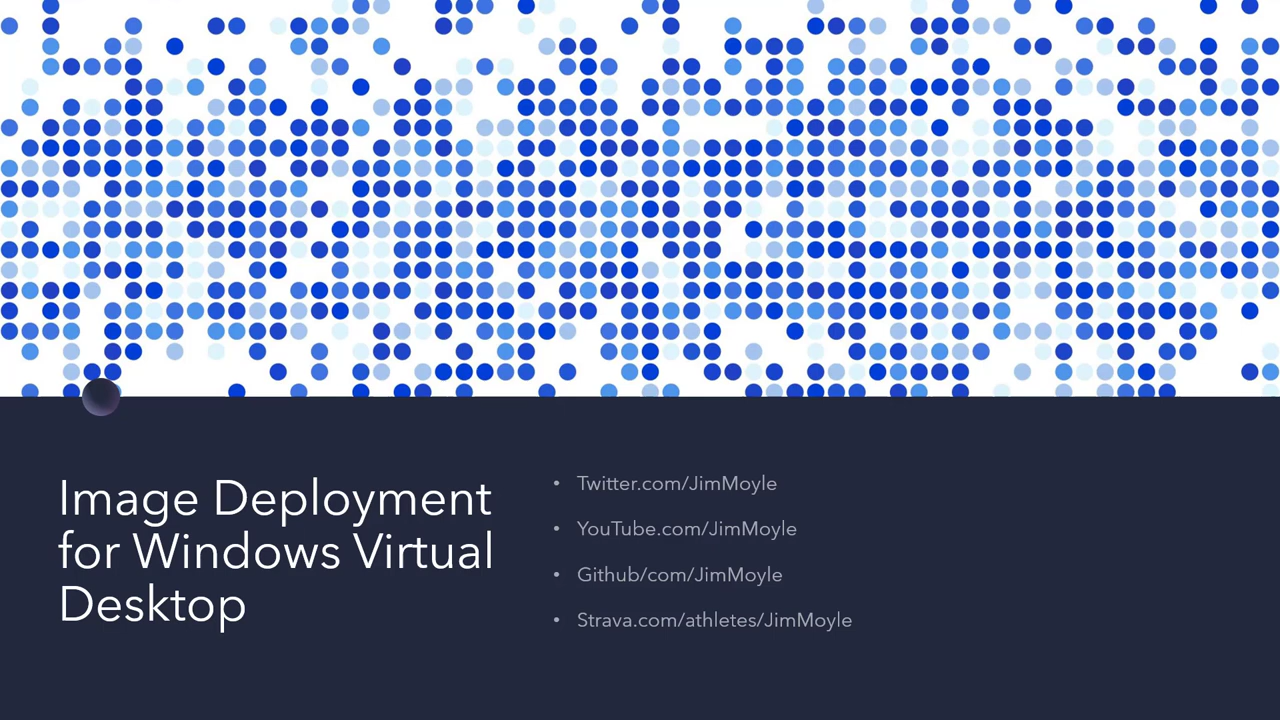 Image Deployment
for Windows Virtual
Desktop
• Twitter.com/JimMoyle
• YouTube.com/JimMoyle
• Github/com/JimMoyle
• Strava.com/athletes/JimMoyle